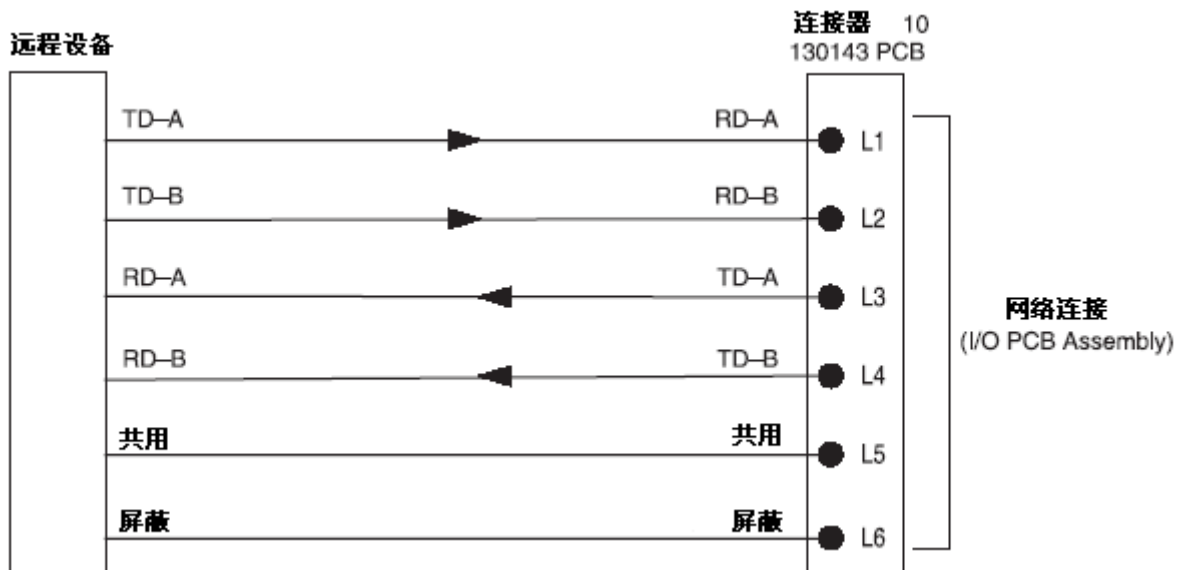 远程设备
连接器 10
130143 PCB
TD–A
RD–A
L1
TD–B
RD–B
L2
RD–A
TD–A
L3
RD–B
TD–B
L4
共用
共用
L5
屏蔽
屏蔽
L6
网络连接
(I/O PCB Assembly)